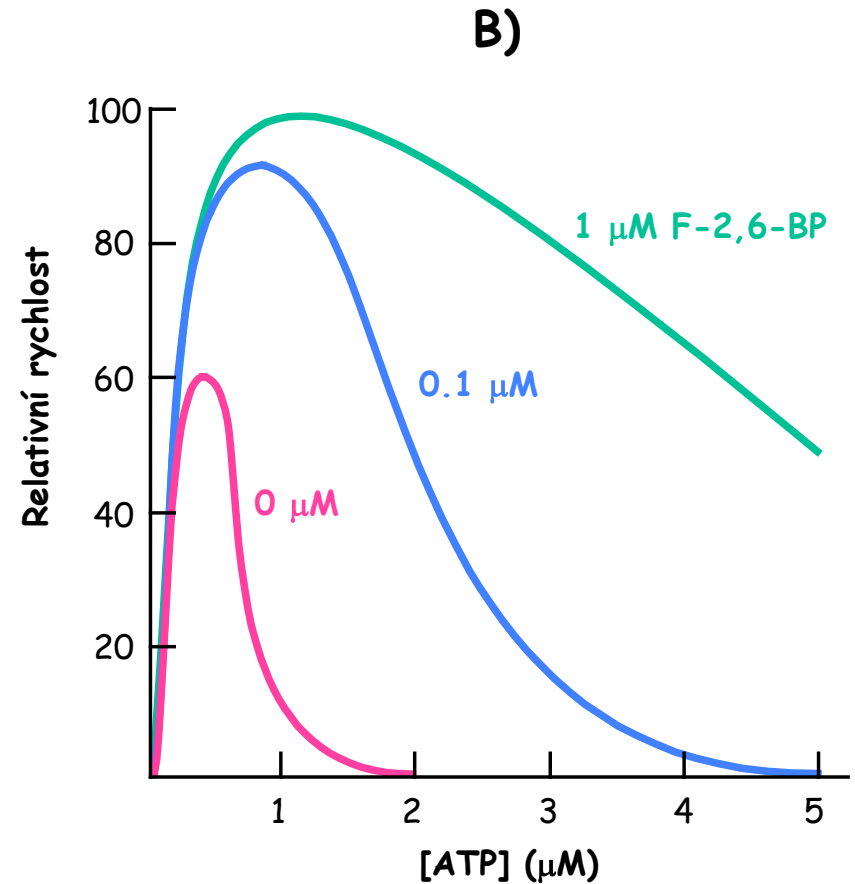 B)
Relativní rychlost
100
80
60
40
20
1 μM F-2,6-BP
0.1 μM
0 μM
1 2 3 4 5
[ATP] (μM)